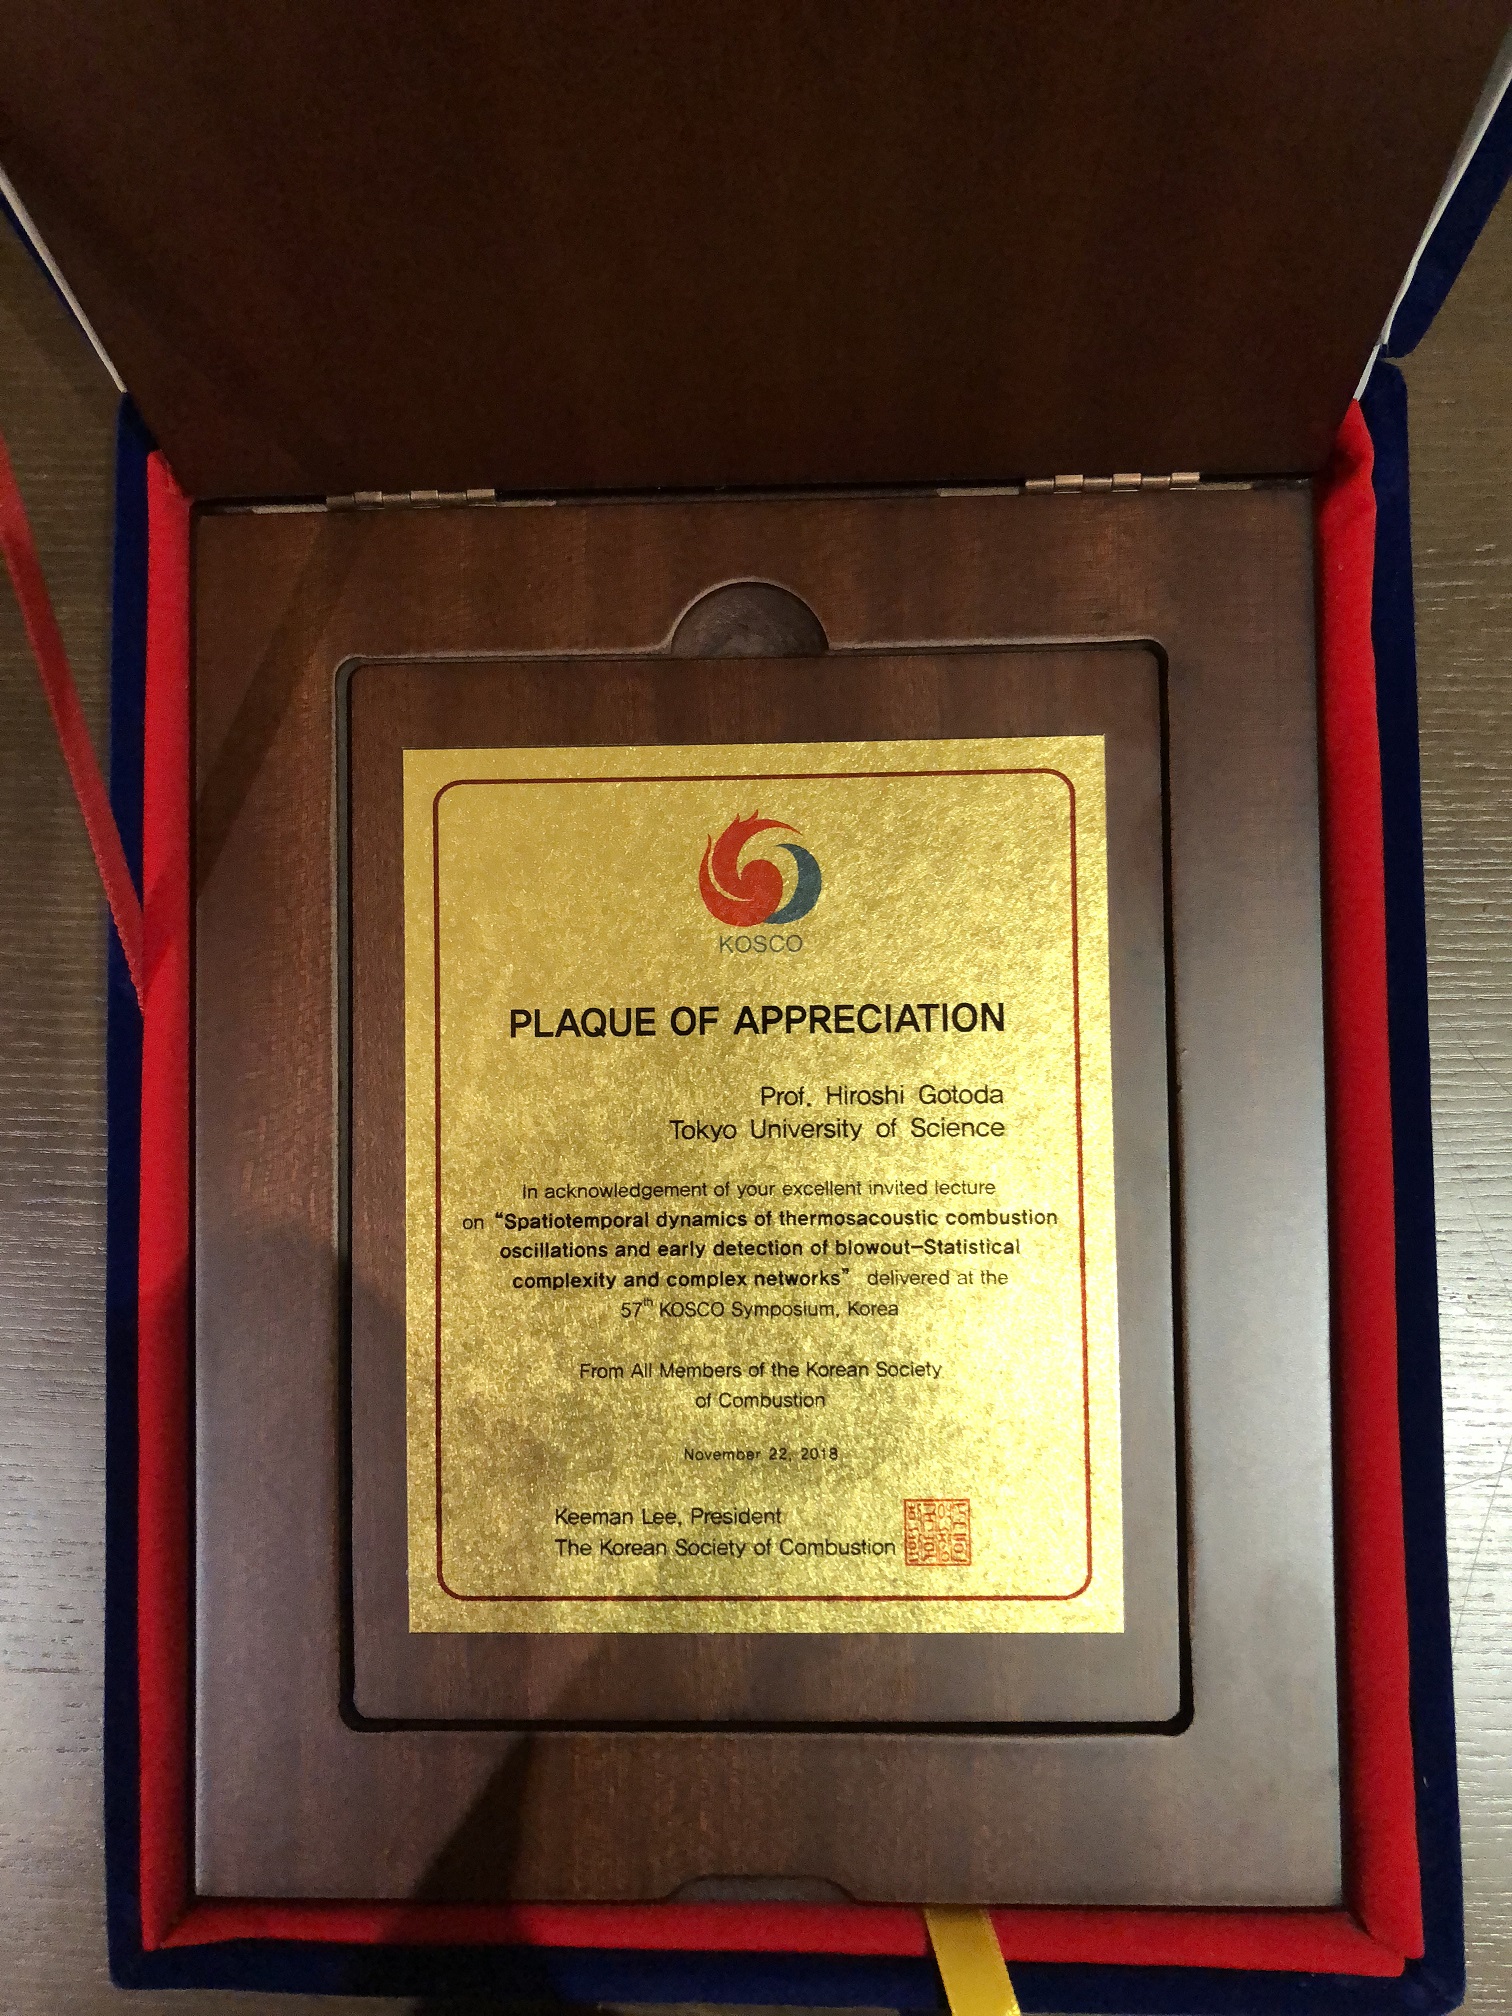 KOSCO
PLAQUE OF APPRECIATION
Prof. Hiroshi Gotoda
Tokyo University of Science
In acknowledgement of your excellent invited lecture
on “Spatiotemporal dynamics of thermosacoustic combustion
oscillations and early detection of blowout–Statistical
complexity and complex networks” delivered at the
57th KOSCO Symposium, Korea
From All Members of the Korean Society
of Combustion
November 22, 2018
Keeman Lee, President
The Korean Society of Combustion